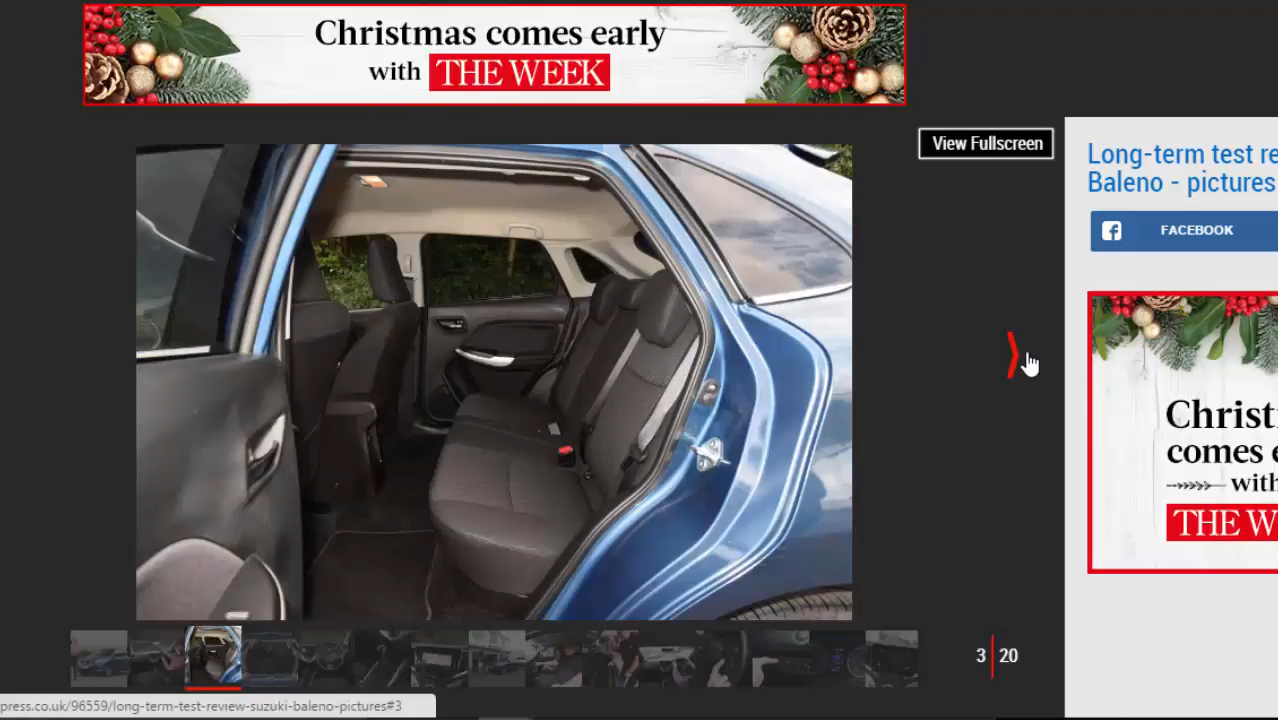 Christmas comes early
with THE WEEK
View Fullscreen
Long-term test re
Baleno - pictures
FACEBOOK
Christ
comes e
with
THE W
3 20
press.co.uk/96559/long-term-test-review-suzuki-baleno-pictures#3